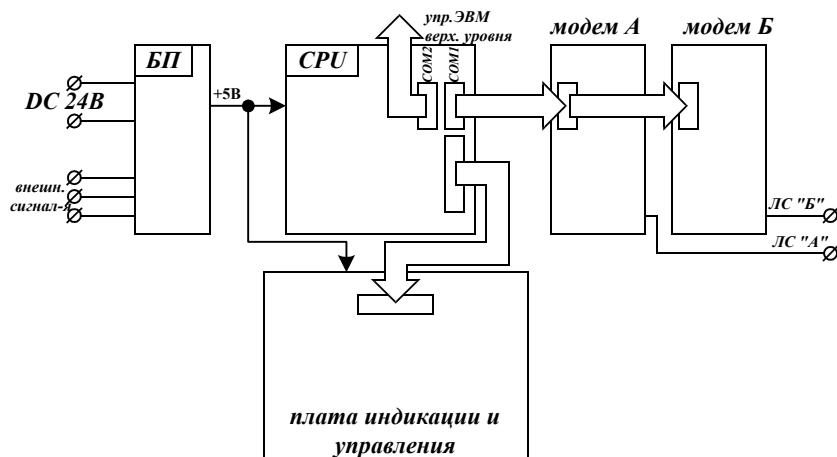 упр.ЭВМ
верх. уровня
модем А
модем Б
БП
CPU
COM2
COM1
DC 24В
+5В
внешн.
сигнал-я
ЛС "Б"
ЛС "А"
плата индикации и
управления